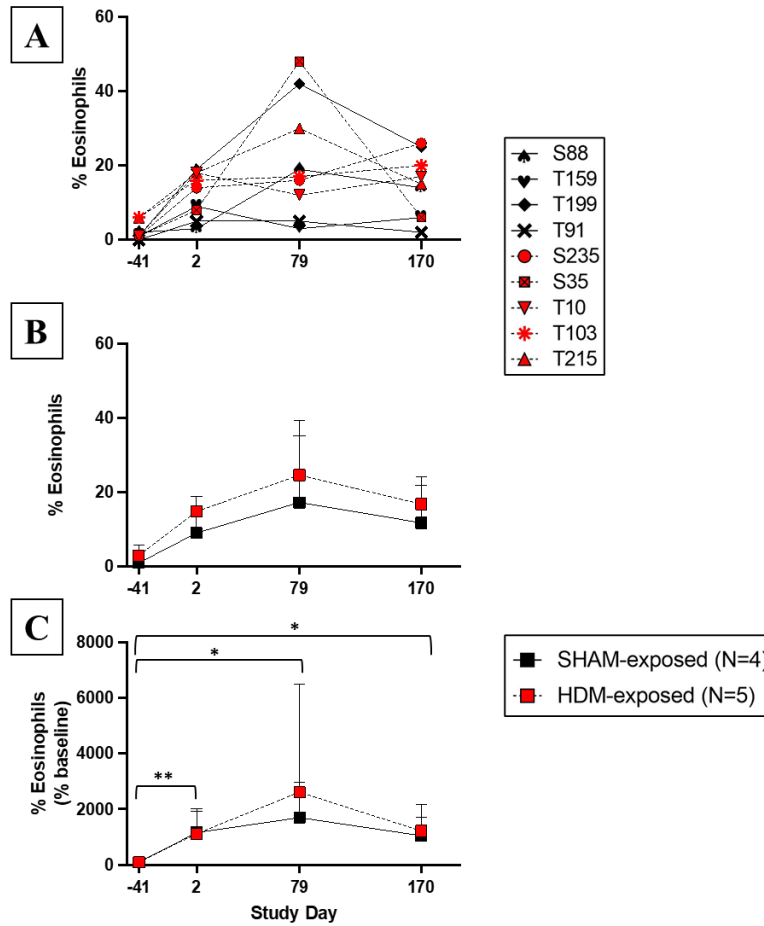 A
% Eosinophils
60
40
20
0
-41 2 79 170
S88
T159
T199
T91
S235
S35
T10
T103
T215
B
% Eosinophils
60
40
20
0
-41 2 79 170
C
% Eosinophils
(% baseline)
8000
6000
4000
2000
0
*
*
**
-41 2 79 170
Study Day
SHAM-exposed (N=4)
HDM-exposed (N=5)